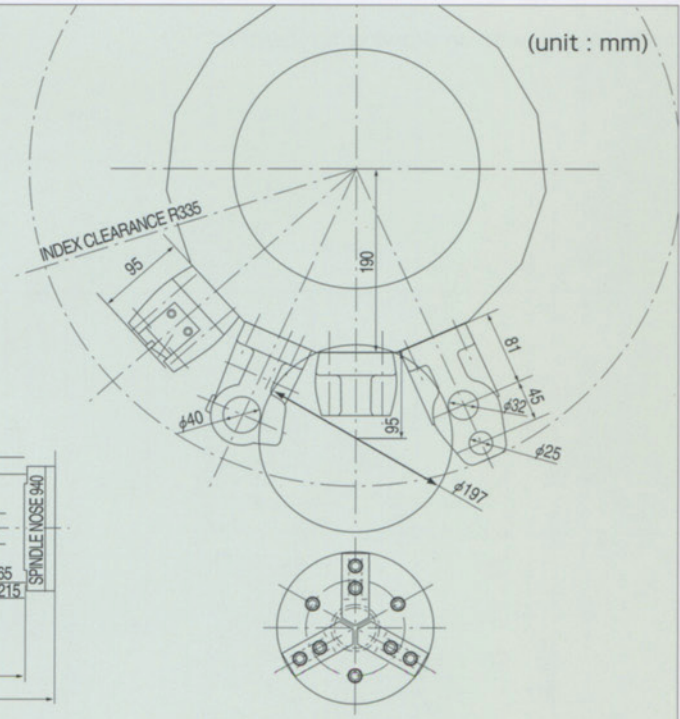 (unit : mm)
INDEX CLEARANCE R335
95
190
81
45
ϕ40
95
ϕ32
ϕ25
ϕ197
SPINDLE NOSE 940
65
215